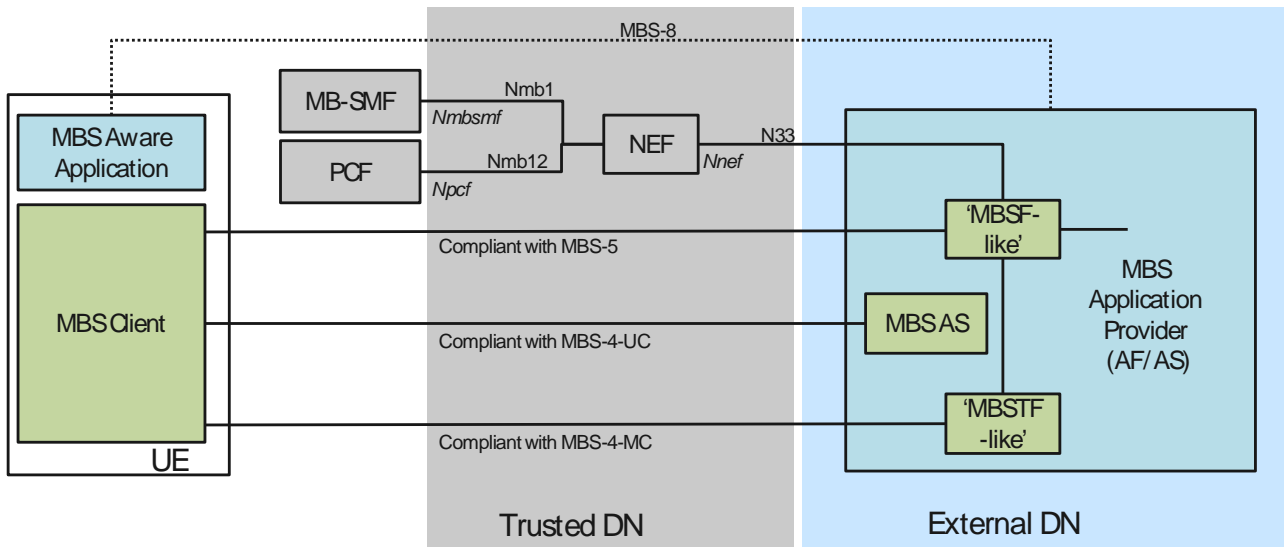 MBS-8
MB-SMF
Nmb1
Nmbsmf
MBS Aware
Application
NEF
N33
Nnef
PCF
Nmb12
Npcf
'MBSF-
like'
Compliant with MBS-5
MBS
Application
Provider
(AF/AS)
MBS Client
MBS AS
Compliant with MBS-4-UC
'MBSTF
-like'
Compliant with MBS-4-MC
UE
Trusted DN
External DN